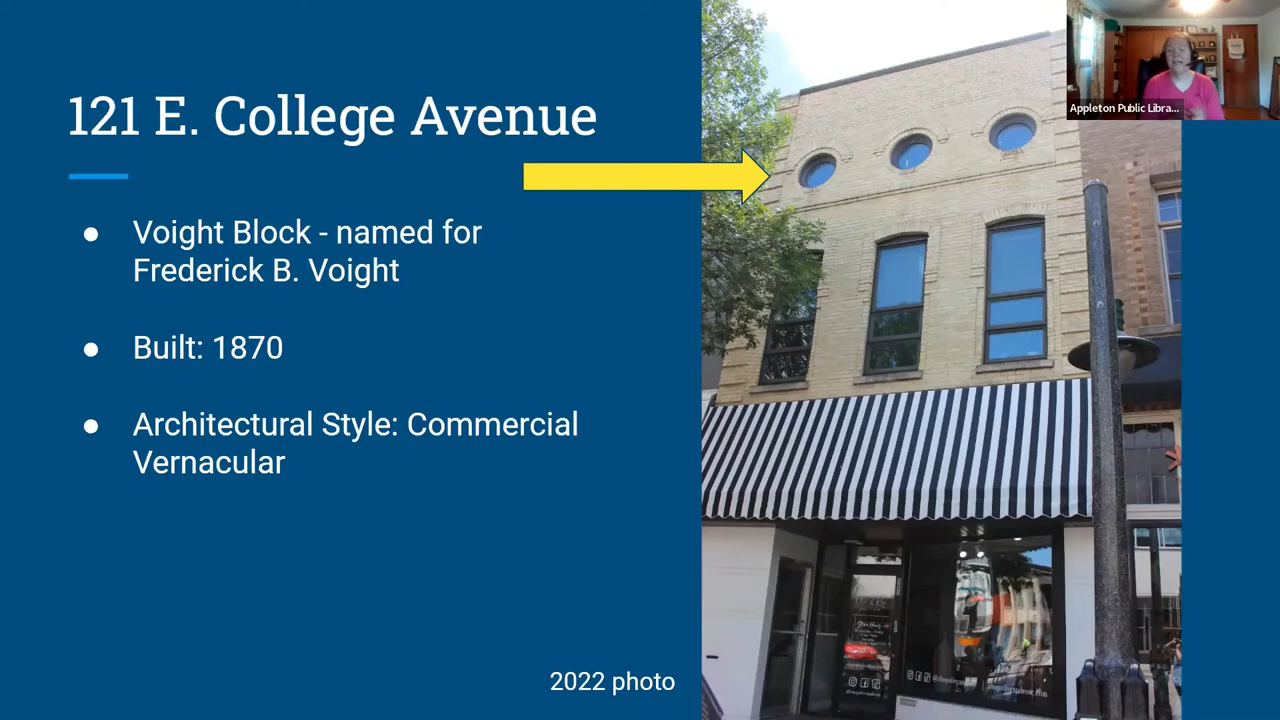 121 E. College Avenue
● Voight Block - named for
Frederick B. Voight
● Built: 1870
● Architectural Style: Commercial
Vernacular
2022 photo
Appleton Public Libra...